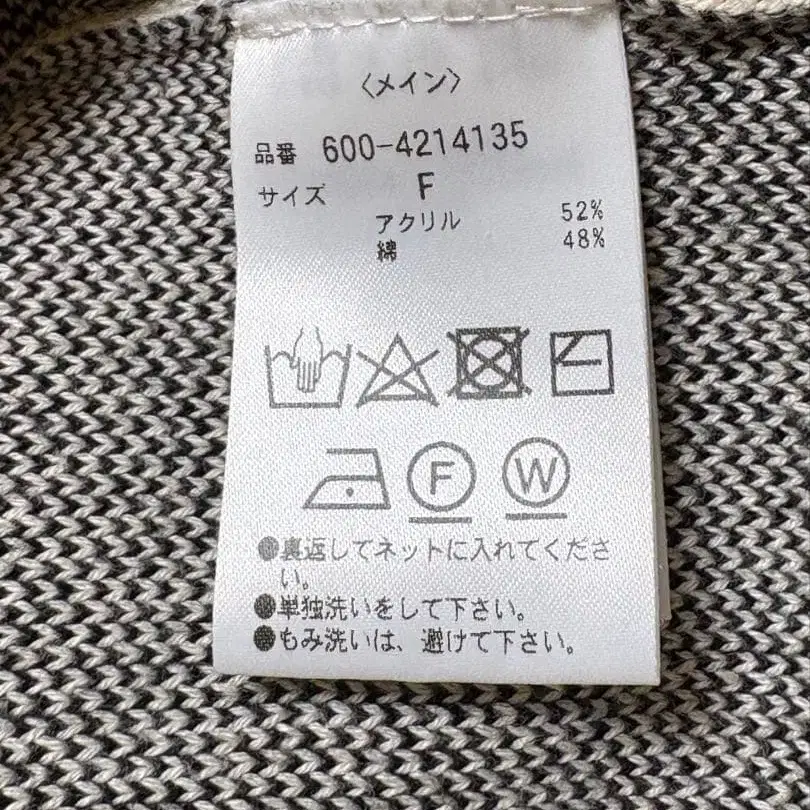 〈メイン〉
品番 600-4214135
サイズ F
アクリル 52%
綿 48%
F W
●裏返してネットに入れてくださ
い。
●単独洗いをして下さい。
●もみ洗いは、避けて下さい。